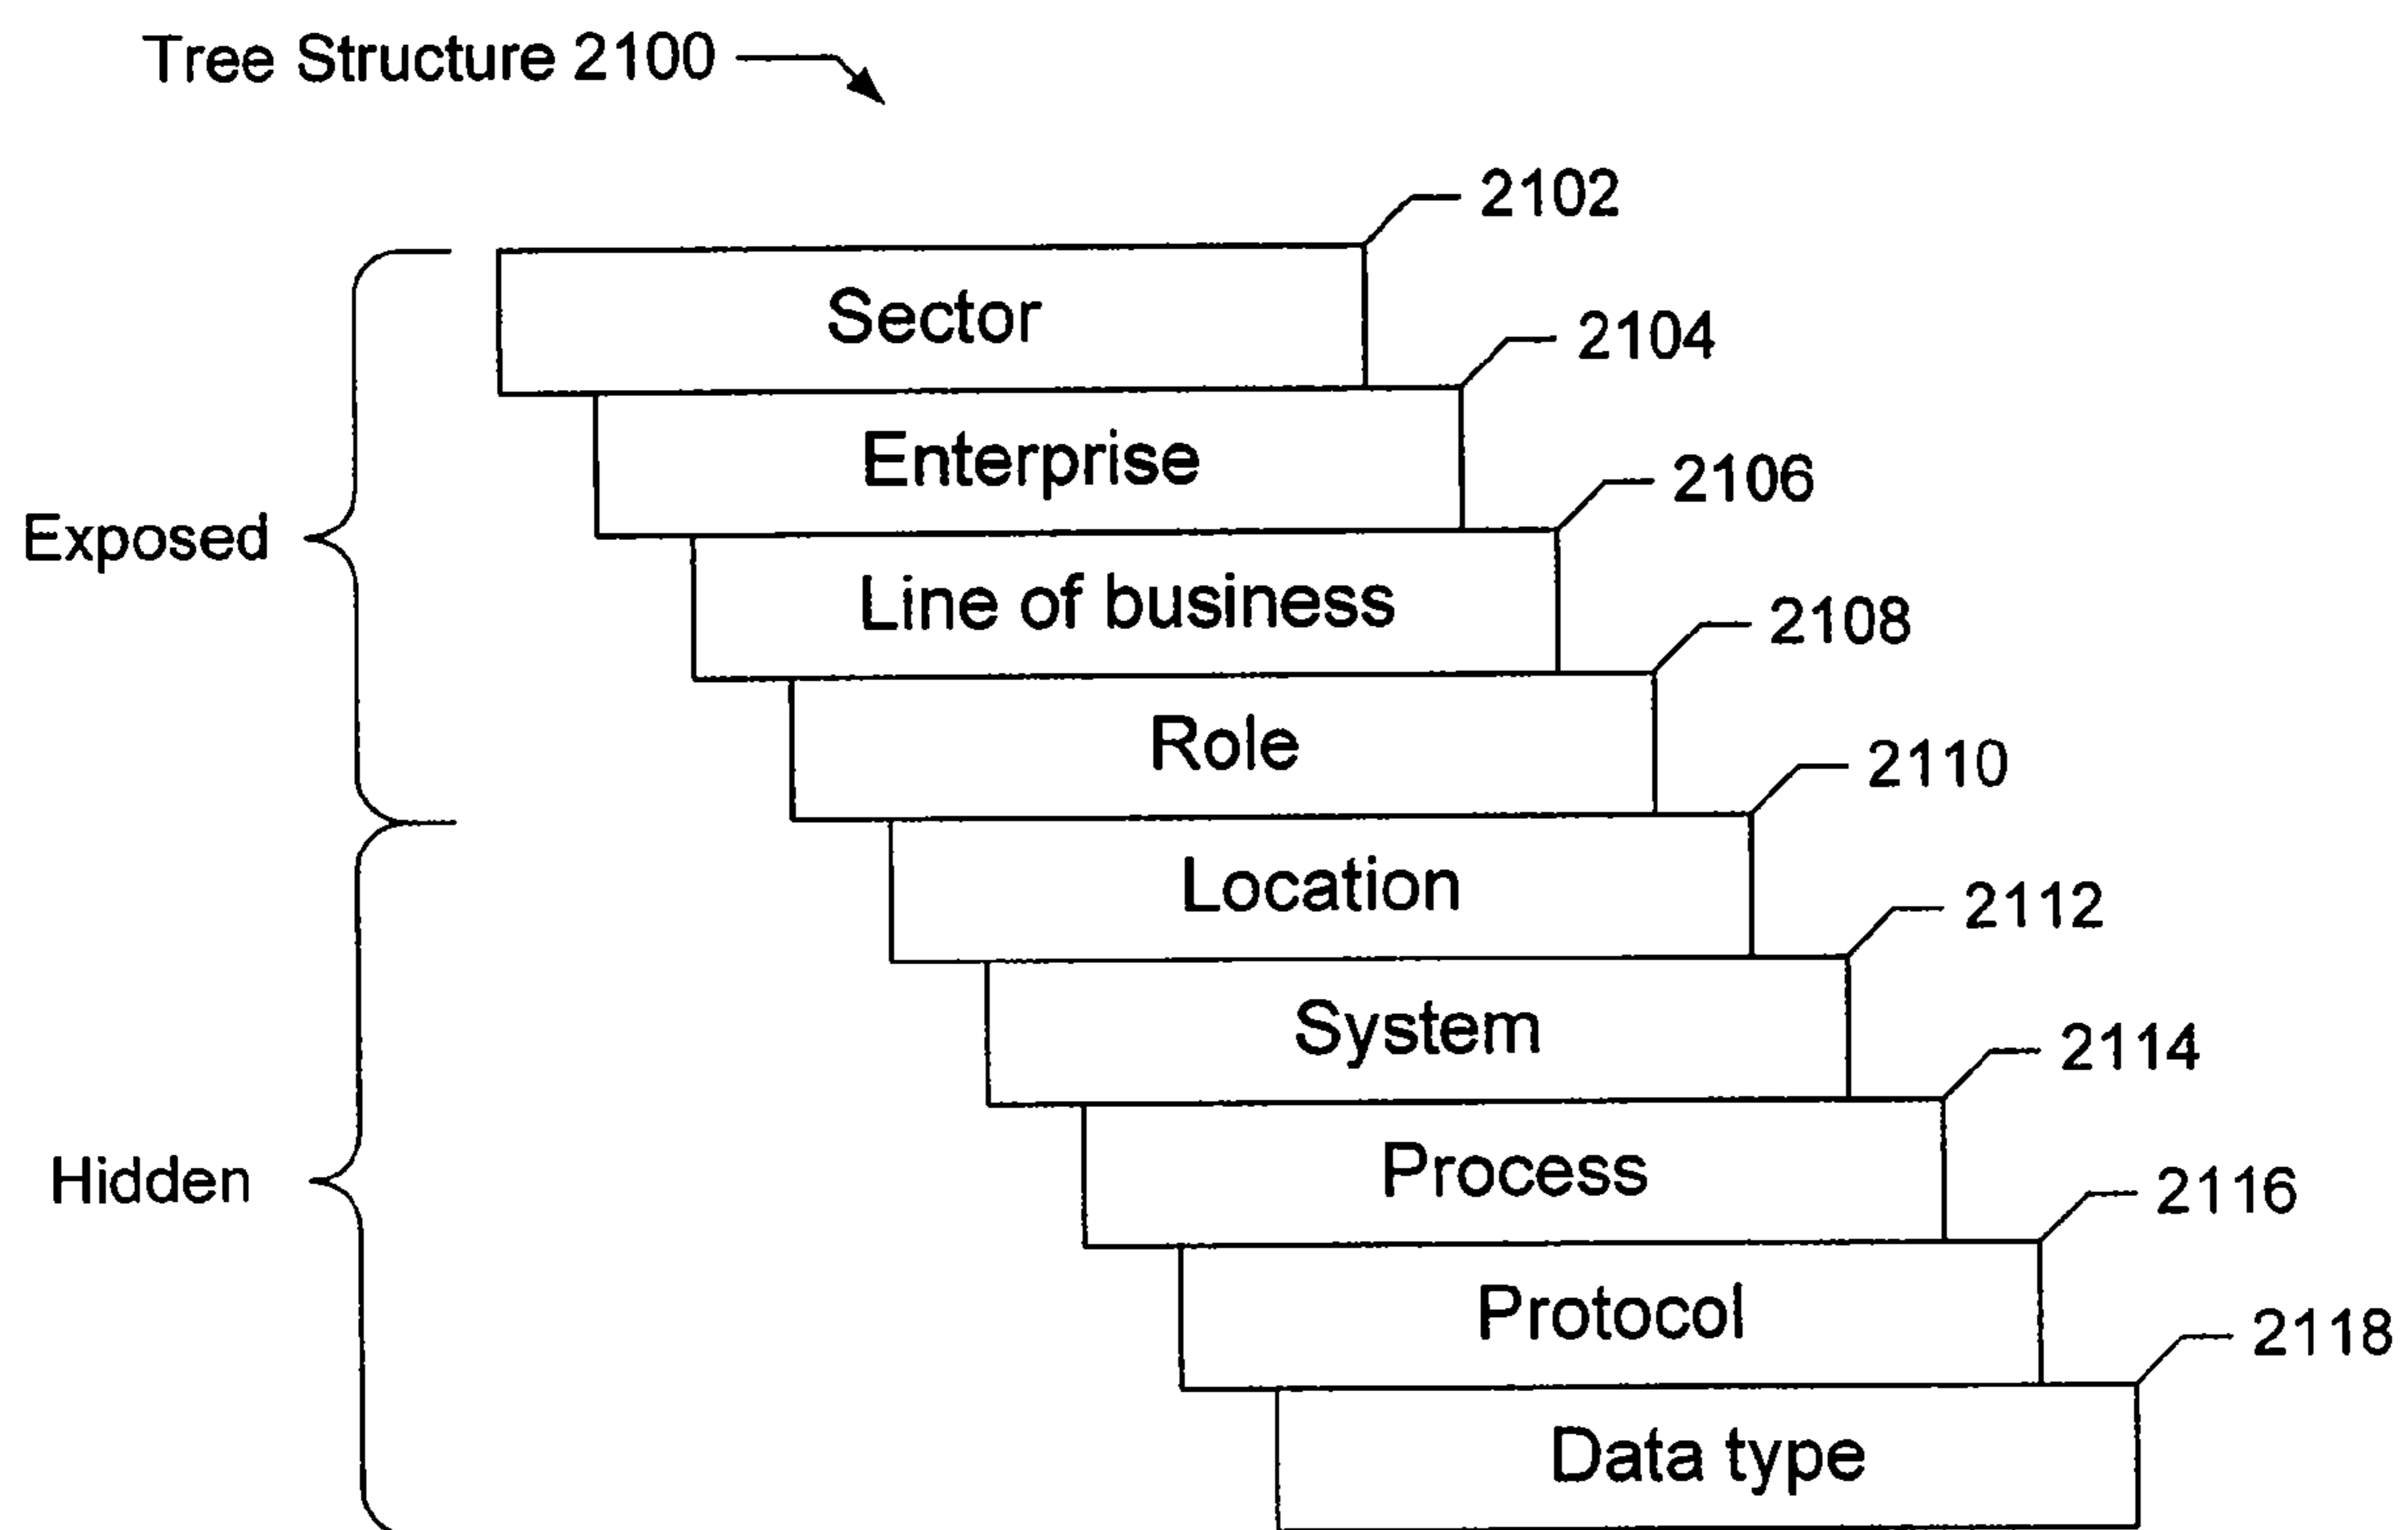 Tree Structure 2100
2102
Sector
2104
Enterprise
2106
Exposed
Line of business
2108
Role
2110
Location
2112
System
2114
Hidden
Process
2116
Protocol
2118
Data type